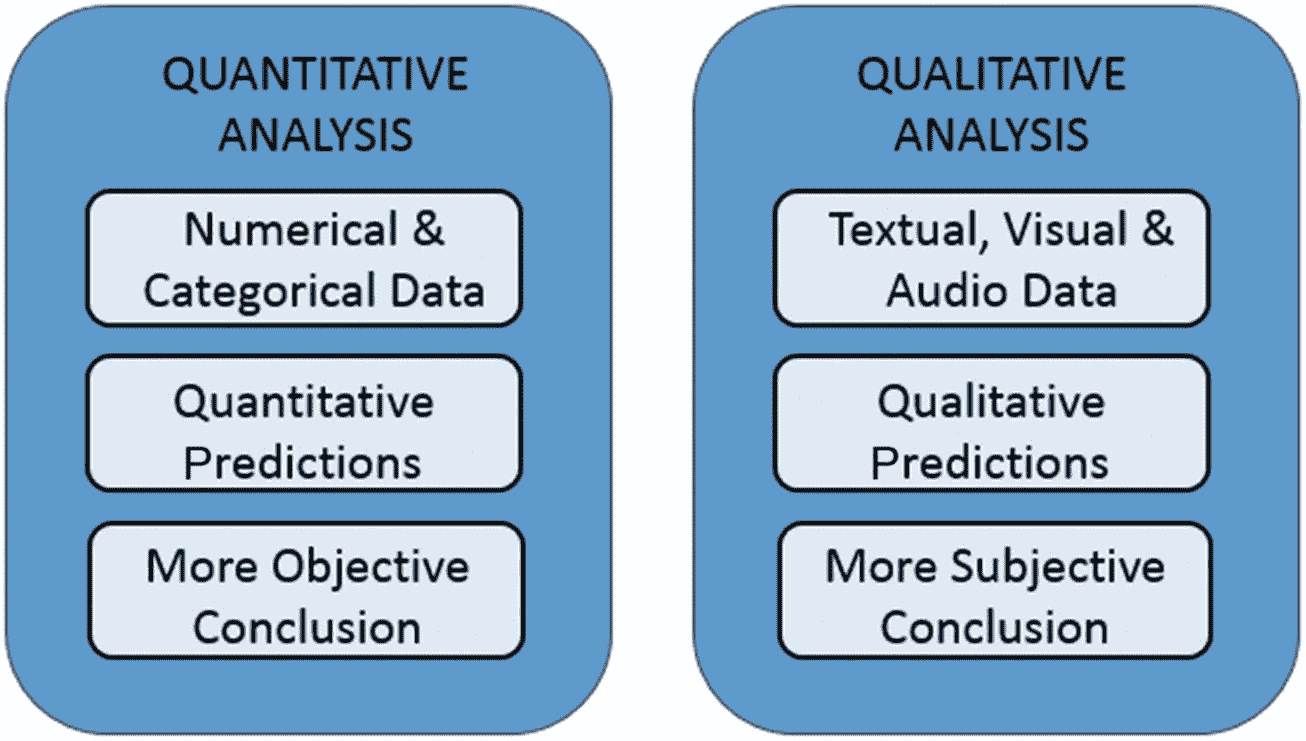 QUANTITATIVE
ANALYSIS
Numerical &
Categorical Data
Quantitative
Predictions
More Objective
Conclusion
QUALITATIVE
ANALYSIS
Textual, Visual &
Audio Data
Qualitative
Predictions
More Subjective
Conclusion